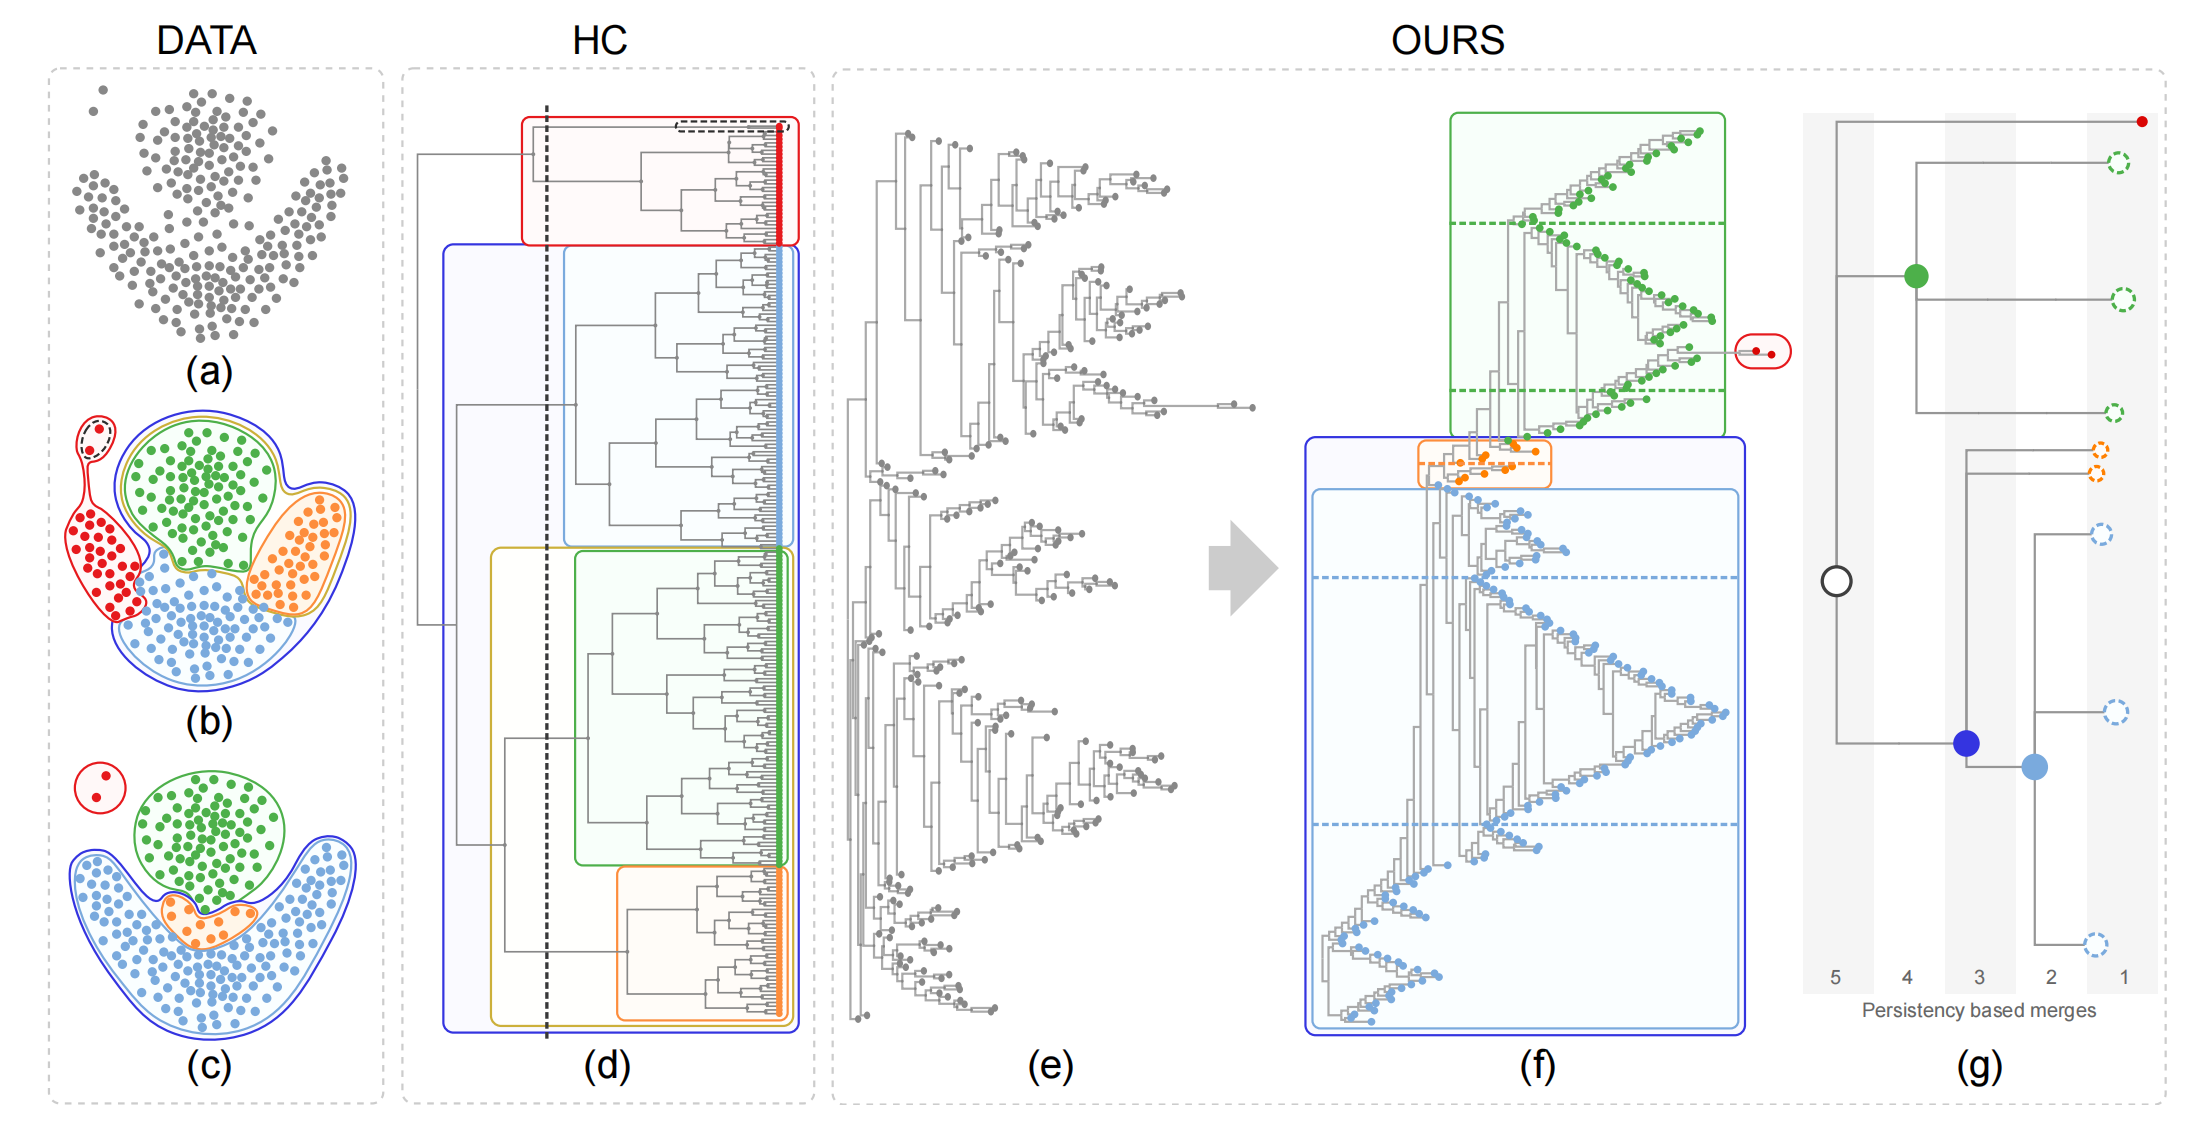 DATA
HC
OURS
(a)
(b)
(c)
(d)
(e)
(f)
5 4 3 2 1
Persistency based merges
(g)